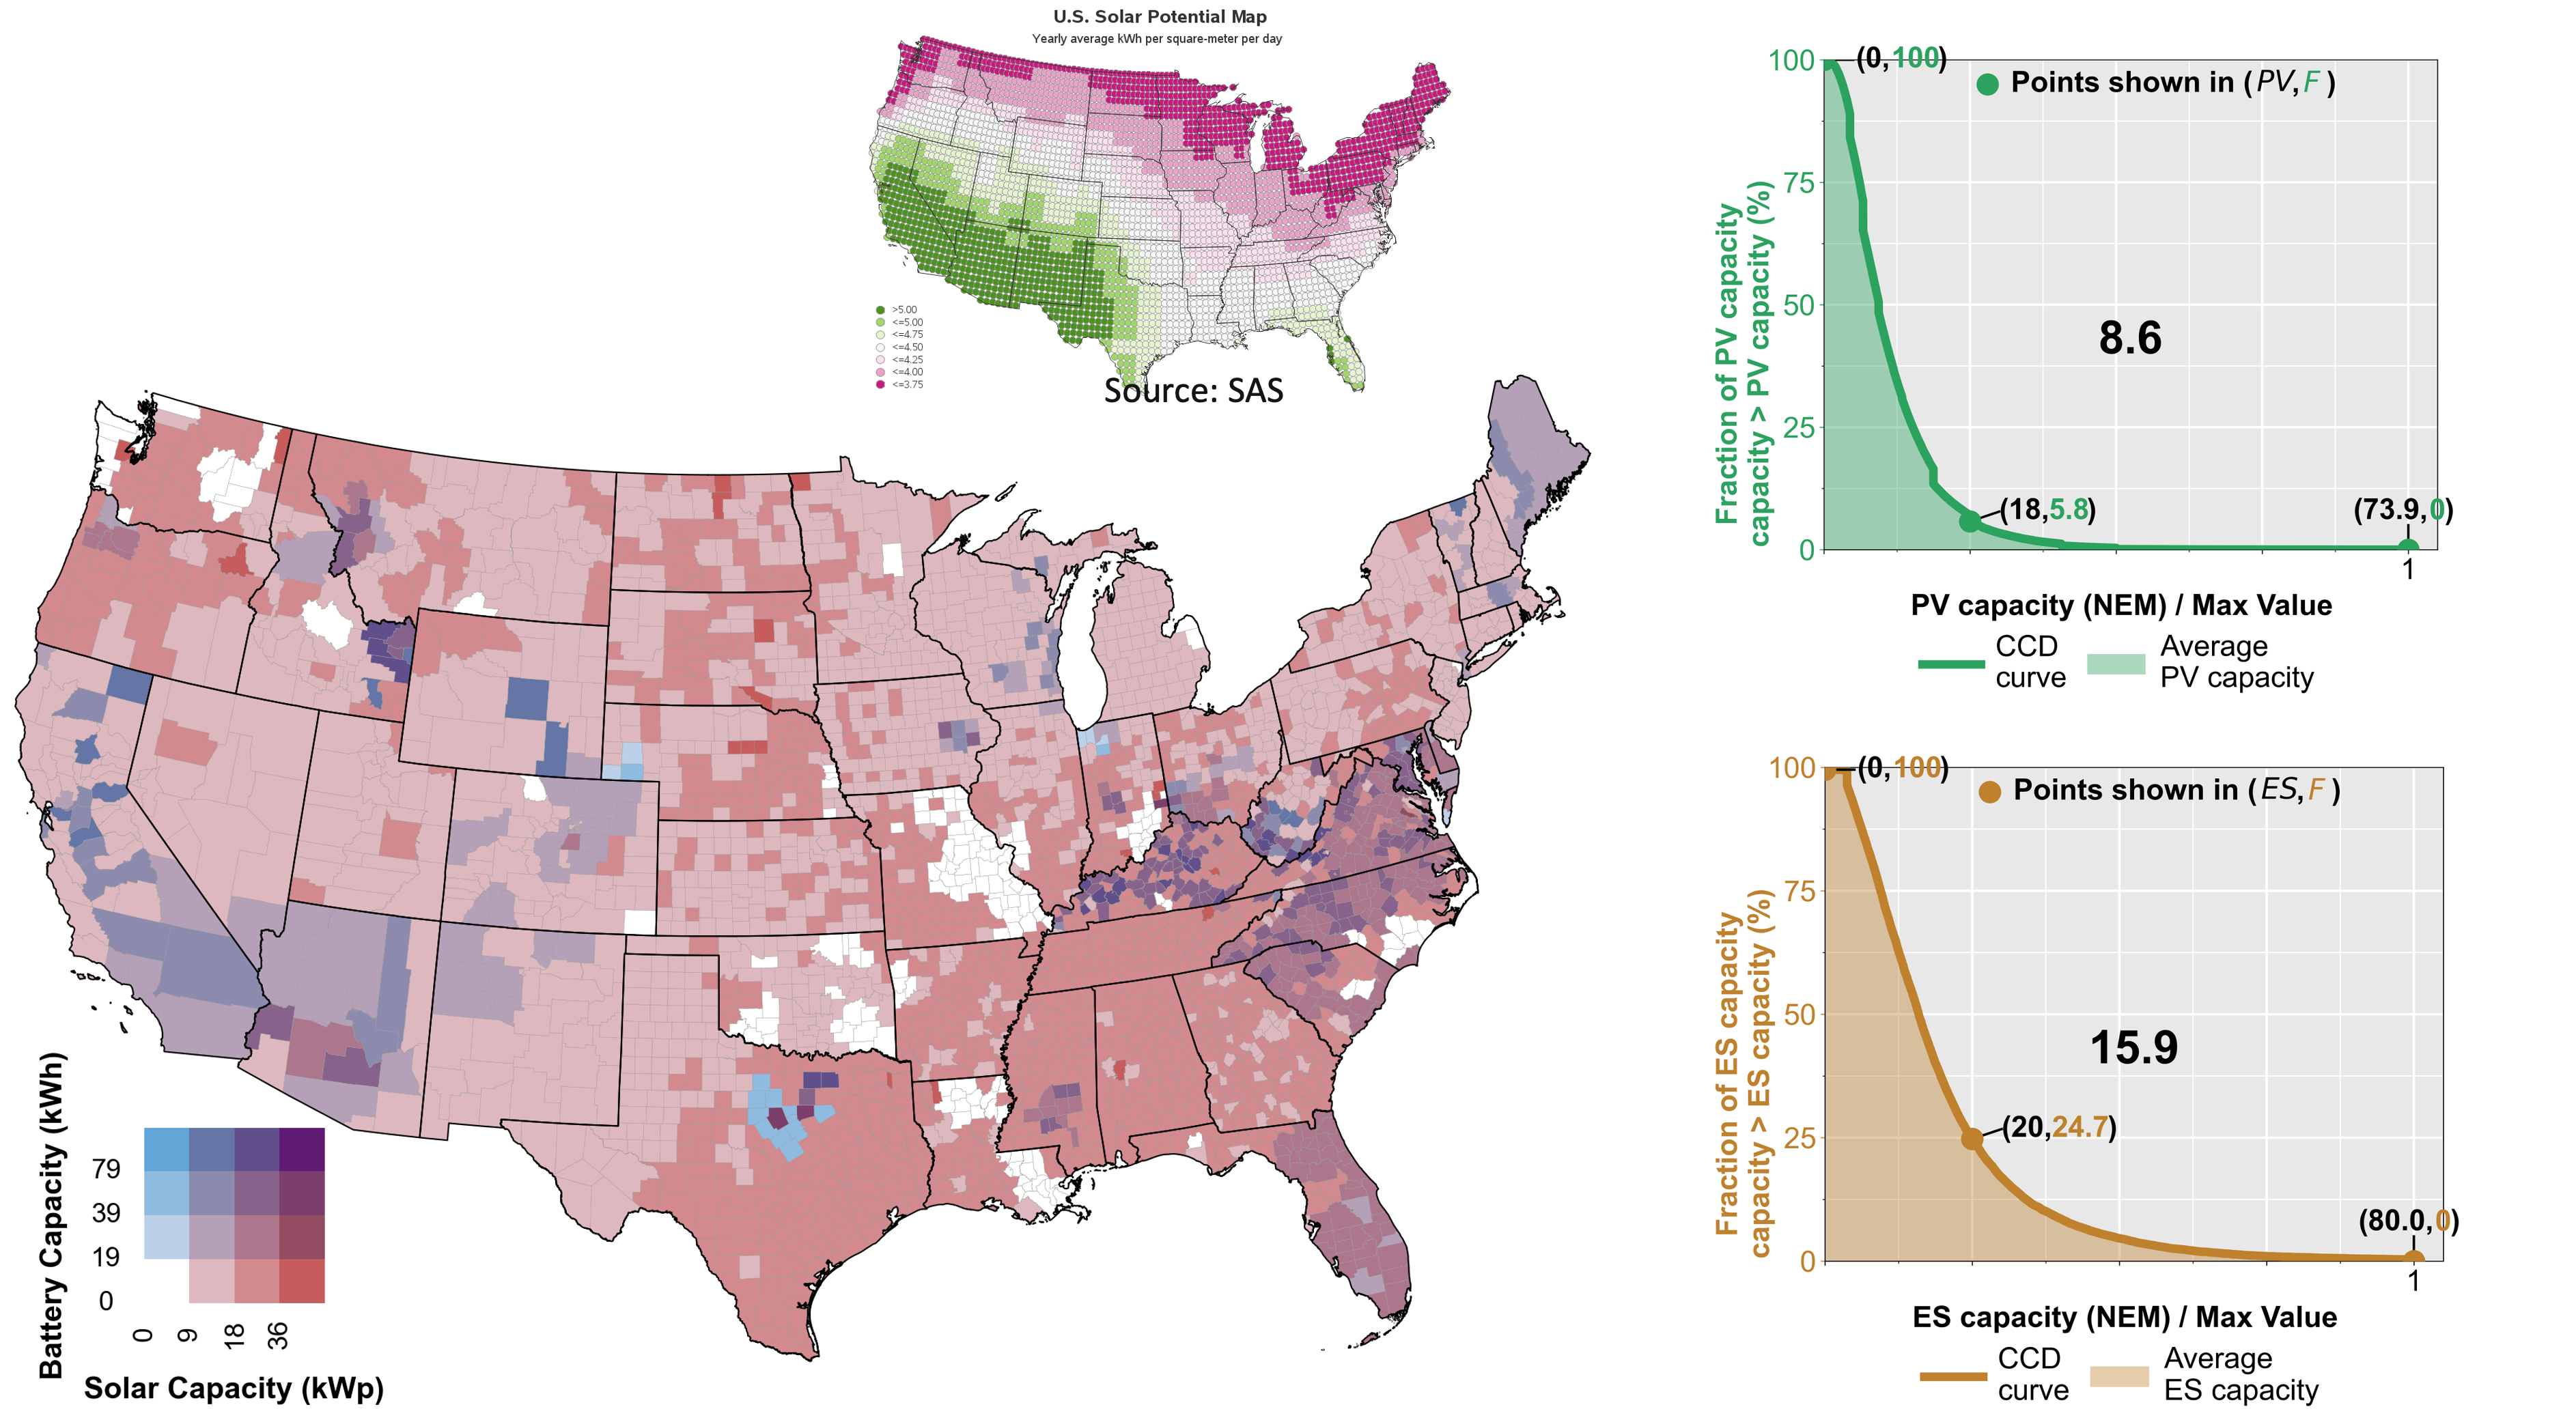 U.S. Solar Potential Map
Yearly average kWh per square-meter per day
>5.00
<=5.00
<=4.75
<=4.50
<=4.25
<=4.00
<=3.75
Source: SAS
Battery Capacity (kWh)
79
39
19
0
0
9
18
36
Solar Capacity (kWp)
Fraction of PV capacity
capacity > PV capacity (%)
100
75
50
25
0
(0,100)
Points shown in (PV,F)
8.6
(18,5.8)
(73.9,0)
1
PV capacity (NEM) / Max Value
CCD
curve
Average
PV capacity
Fraction of ES capacity
capacity > ES capacity (%)
100
75
50
25
0
(0,100)
Points shown in (ES,F)
15.9
(20,24.7)
(80.0,0)
1
ES capacity (NEM) / Max Value
CCD
curve
Average
ES capacity